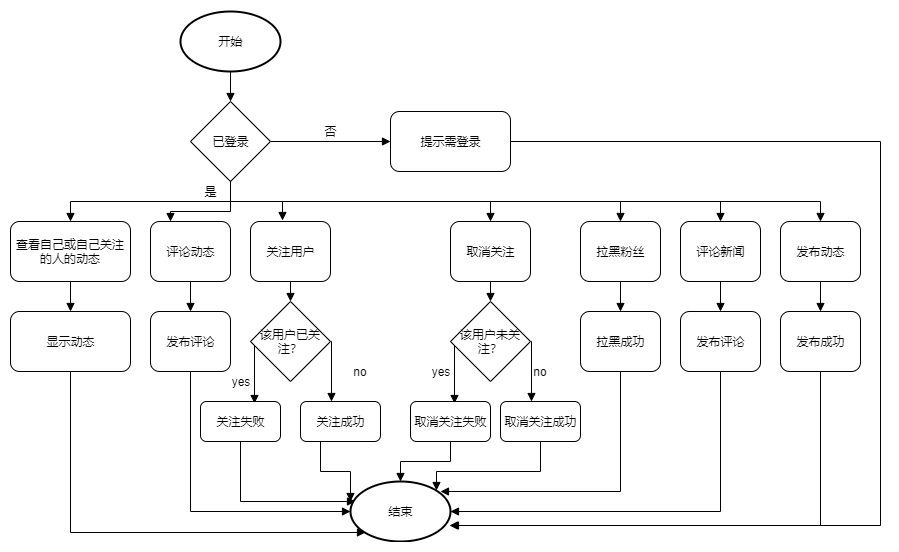 开始
已登录
否
提示需登录
是
查看自己或自己关注
的人的动态
评论动态
关注用户
取消关注
拉黑粉丝
评论新闻
发布动态
显示动态
发布评论
该用户已关
注?
该用户未关
注?
拉黑成功
发布评论
发布成功
yes
no
yes
no
关注失败
关注成功
取消关注失败
取消关注成功
结束